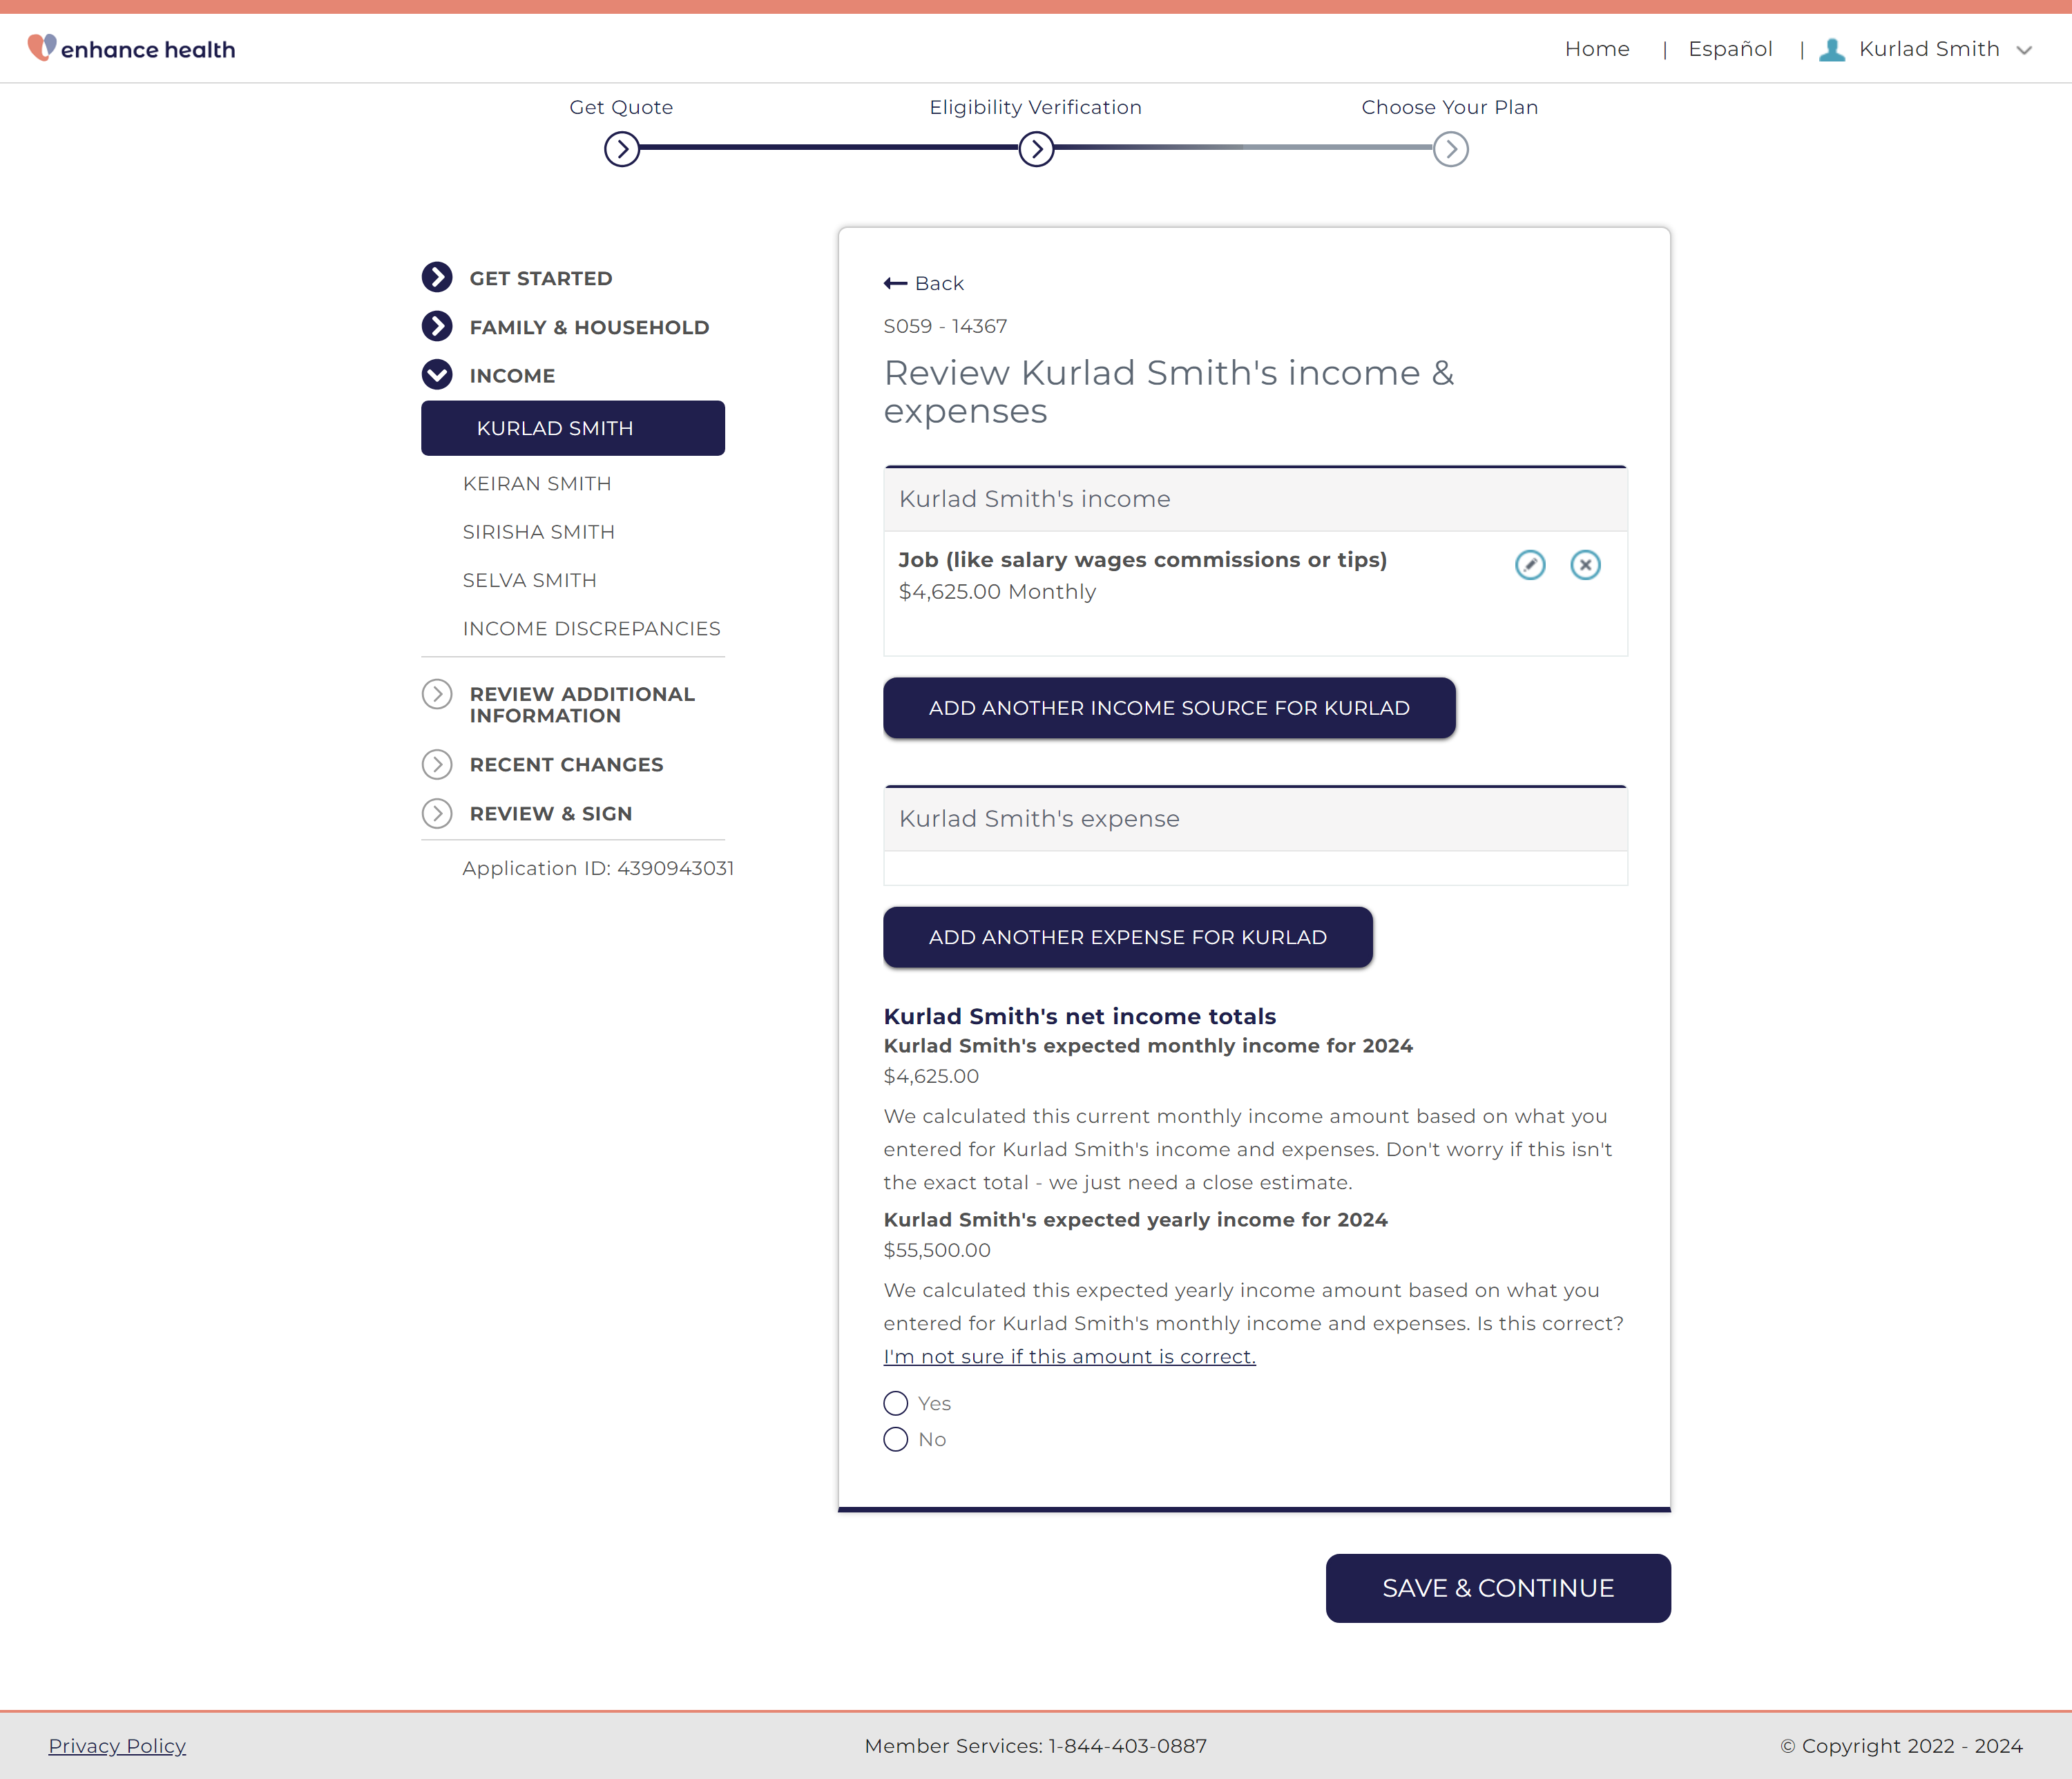 enhance health
Home | Español | Kurlad Smith
Get Quote
Eligibility Verification
Choose Your Plan
GET STARTED
FAMILY & HOUSEHOLD
INCOME
KURLAD SMITH
KEIRAN SMITH
SIRISHA SMITH
SELVA SMITH
INCOME DISCREPANCIES
REVIEW ADDITIONAL
INFORMATION
RECENT CHANGES
REVIEW & SIGN
Application ID: 4390943031
Back
S059 - 14367
Review Kurlad Smith's income &
expenses
Kurlad Smith's income
Job (like salary wages commissions or tips)
$4,625.00 Monthly
ADD ANOTHER INCOME SOURCE FOR KURLAD
Kurlad Smith's expense
ADD ANOTHER EXPENSE FOR KURLAD
Kurlad Smith's net income totals
Kurlad Smith's expected monthly income for 2024
$4,625.00
We calculated this current monthly income amount based on what you
entered for Kurlad Smith's income and expenses. Don't worry if this isn't
the exact total - we just need a close estimate.
Kurlad Smith's expected yearly income for 2024
$55,500.00
We calculated this expected yearly income amount based on what you
entered for Kurlad Smith's monthly income and expenses. Is this correct?
I'm not sure if this amount is correct.
Yes
No
SAVE & CONTINUE
Privacy Policy
Member Services: 1-844-403-0887
© Copyright 2022 - 2024